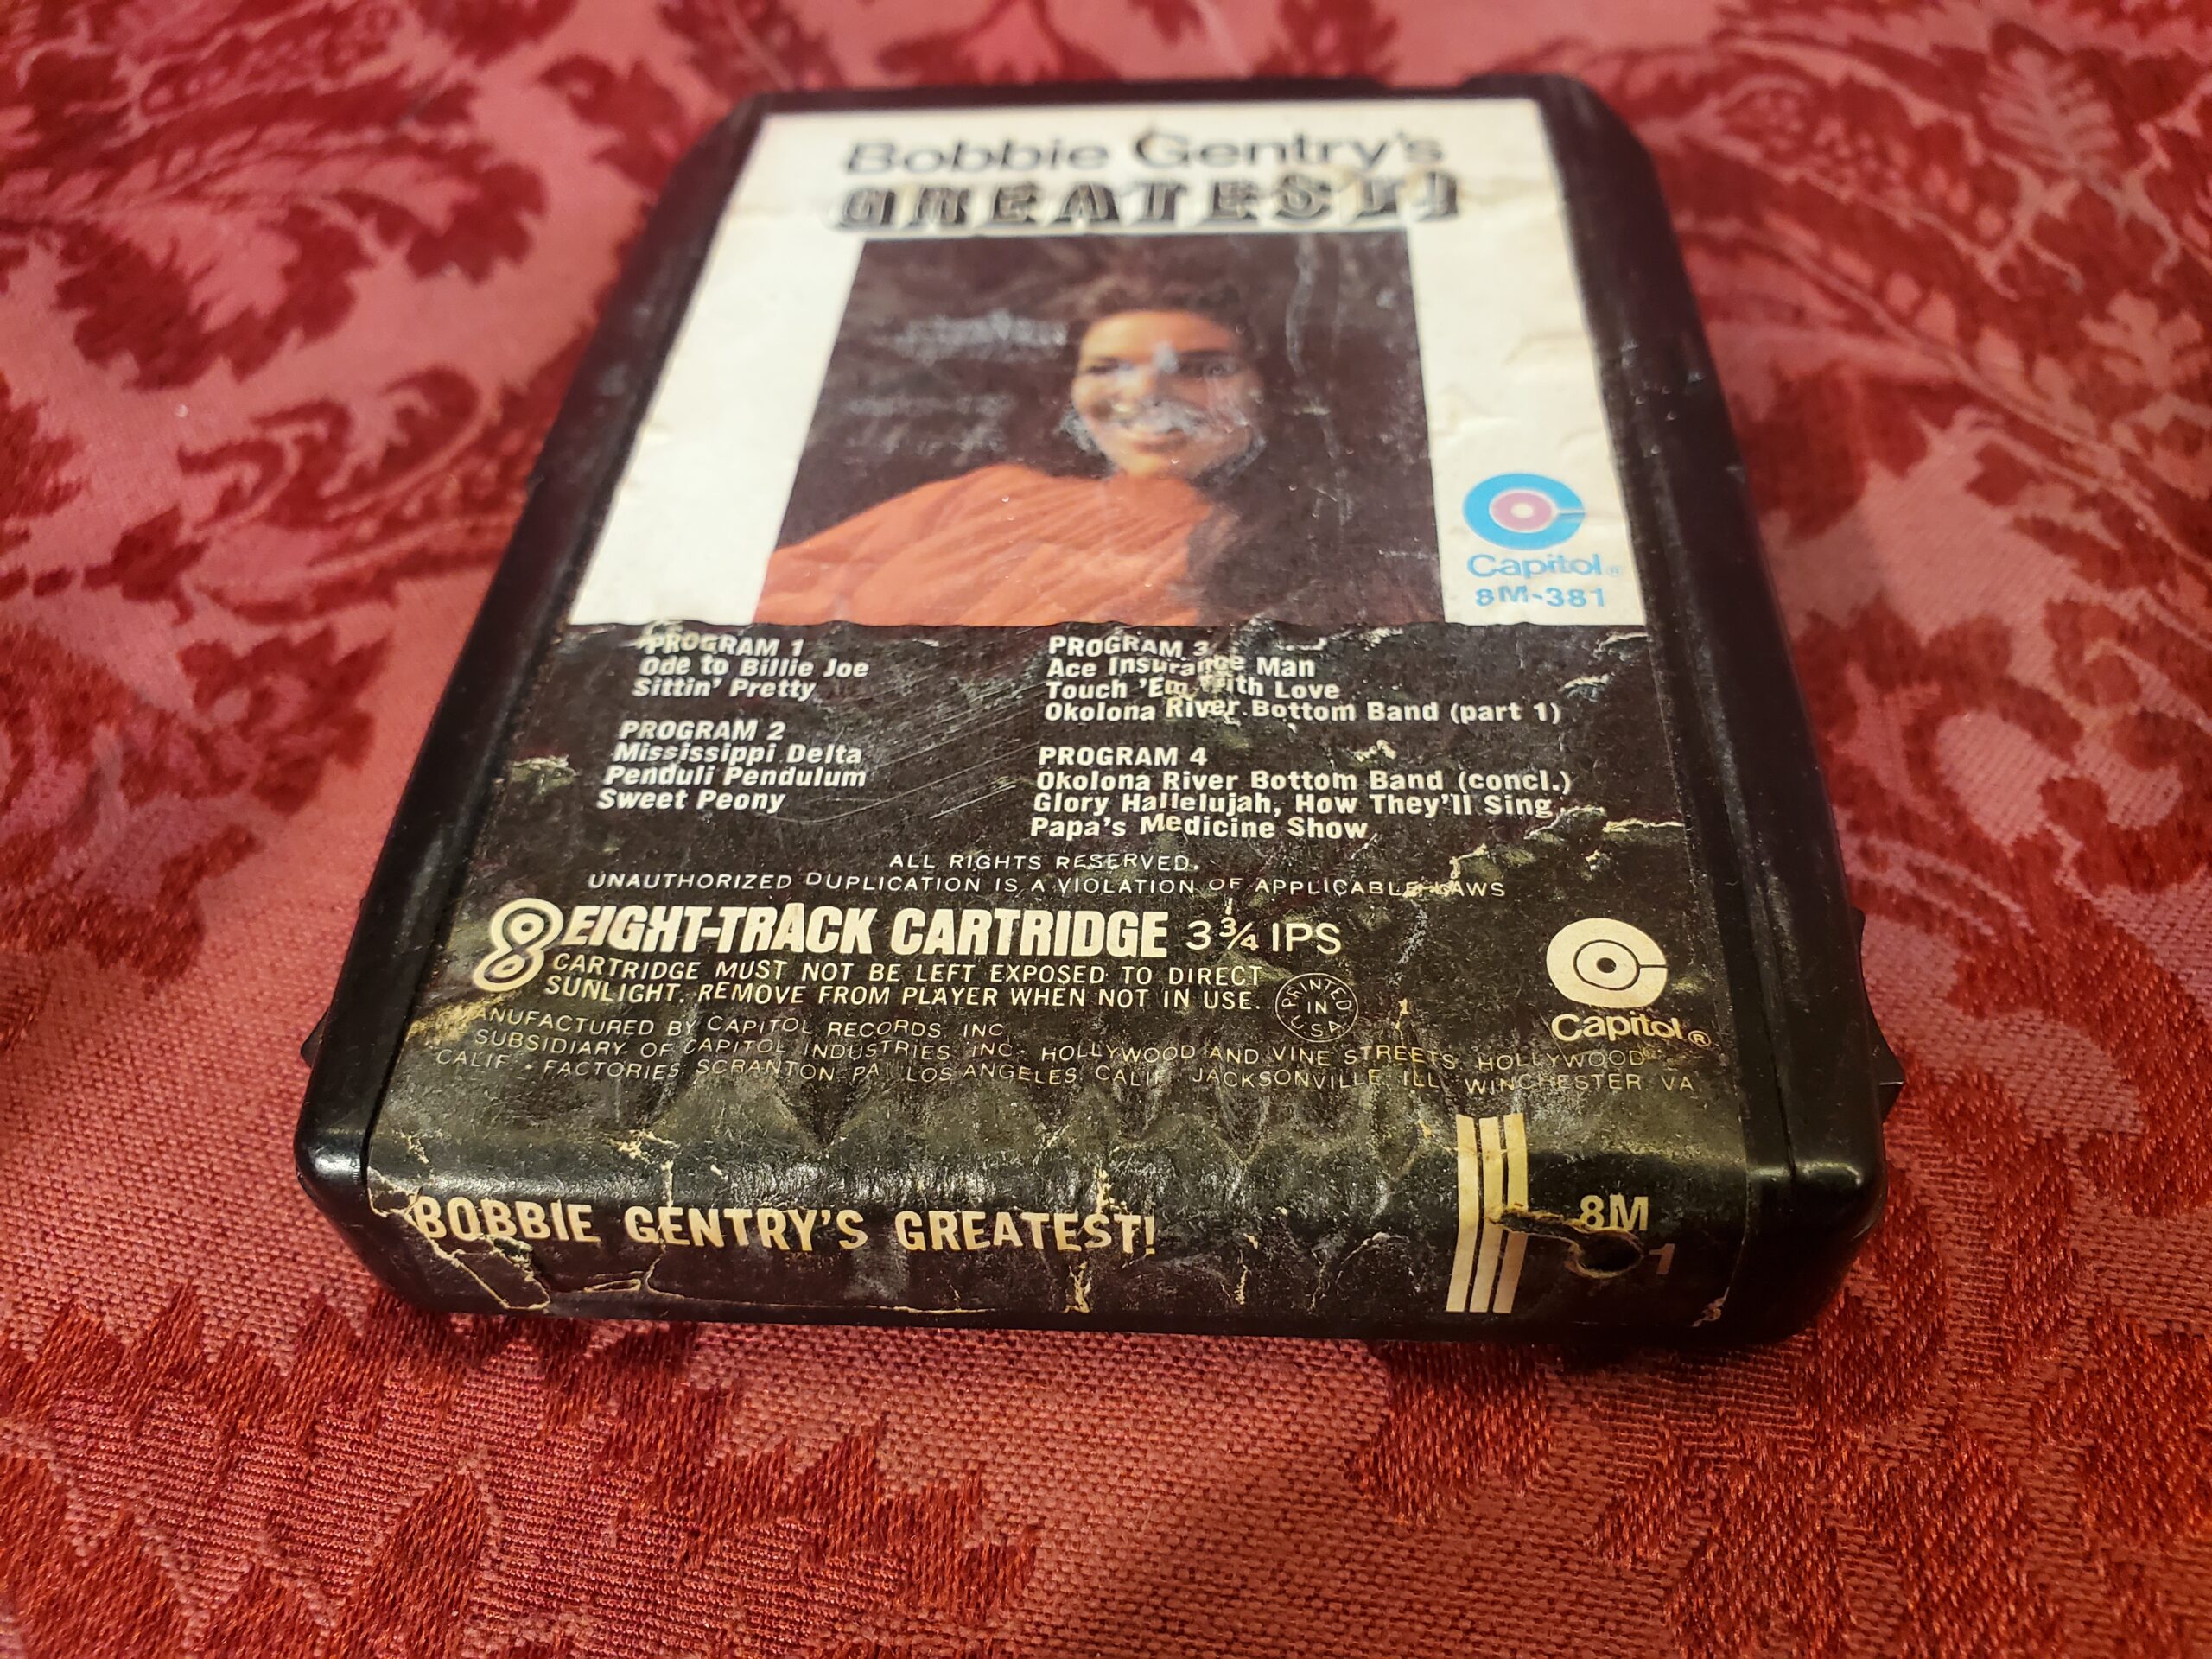 Bobbie Gentry's
GREATEST!
Capitol®
8M-381
PROGRAM 1
Ode to Billie Joe
Sittin' Pretty
PROGRAM 2
Mississippi Delta
Penduli Pendulum
Sweet Peony
PROGRAM 3
Ace Insurance Man
Touch 'Em With Love
Okolona River Bottom Band (part 1)
PROGRAM 4
Okolona River Bottom Band (concl.)
Glory Hallelujah, How They'll Sing
Papa's Medicine Show
ALL RIGHTS RESERVED.
UNAUTHORIZED DUPLICATION IS A VIOLATION OF APPLICABLE LAWS
8 EIGHT-TRACK CARTRIDGE 3¾ IPS
CARTRIDGE MUST NOT BE LEFT EXPOSED TO DIRECT
SUNLIGHT. REMOVE FROM PLAYER WHEN NOT IN USE.
PRINTED
IN
U.S.A.
Capitol®
MANUFACTURED BY CAPITOL RECORDS INC
SUBSIDIARY OF CAPITOL INDUSTRIES INC. HOLLYWOOD AND VINE STREETS HOLLYWOOD
CALIF • FACTORIES: SCRANTON PA LOS ANGELES CALIF JACKSONVILLE ILL WINCHESTER VA
BOBBIE GENTRY'S GREATEST!
8M
1